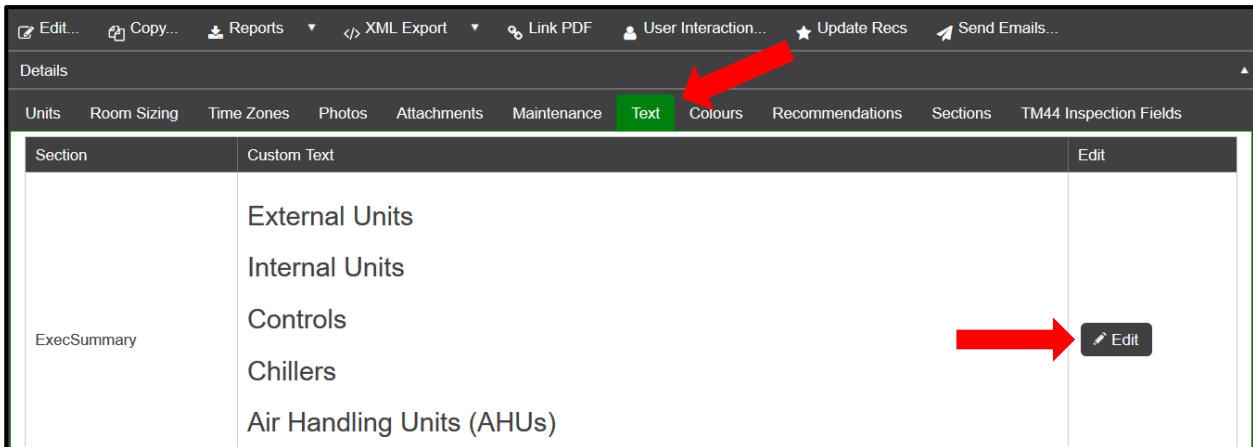 Edit... Copy... Reports XML Export Link PDF User Interaction... Update Recs Send Emails...
Details
Units Room Sizing Time Zones Photos Attachments Maintenance Text Colours Recommendations Sections TM44 Inspection Fields
Section Custom Text Edit
External Units
Internal Units
Controls
ExecSummary Edit
Chillers
Air Handling Units (AHUs)